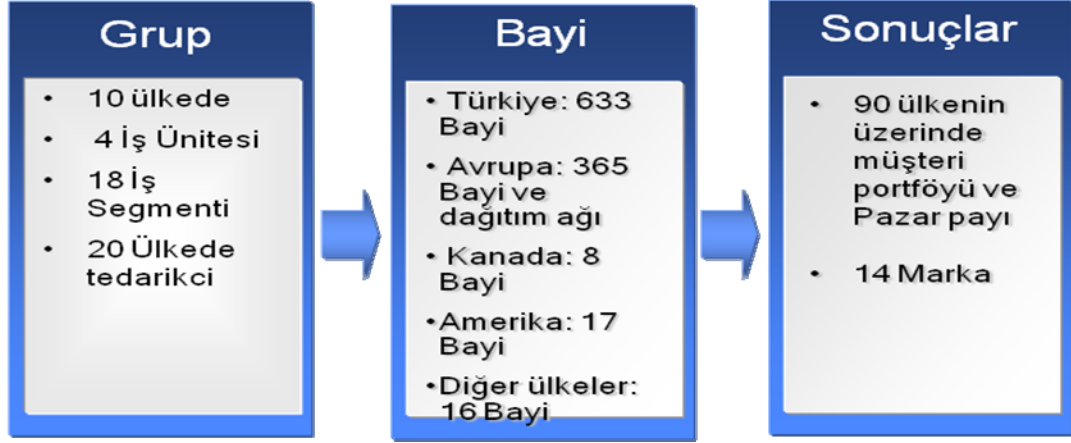 Grup
• 10 ülkede
• 4 İş Ünitesi
• 18 İş
Segmenti
• 20 Ülkede
tedarikci
Bayi
• Türkiye: 633
Bayi
• Avrupa: 365
Bayi ve
dağıtım ağı
• Kanada: 8
Bayi
•Amerika: 17
Bayi
•Diğer ülkeler:
16 Bayi
Sonuçlar
• 90 ülkenin
üzerinde
müşteri
portföyü ve
Pazar payı
• 14 Marka